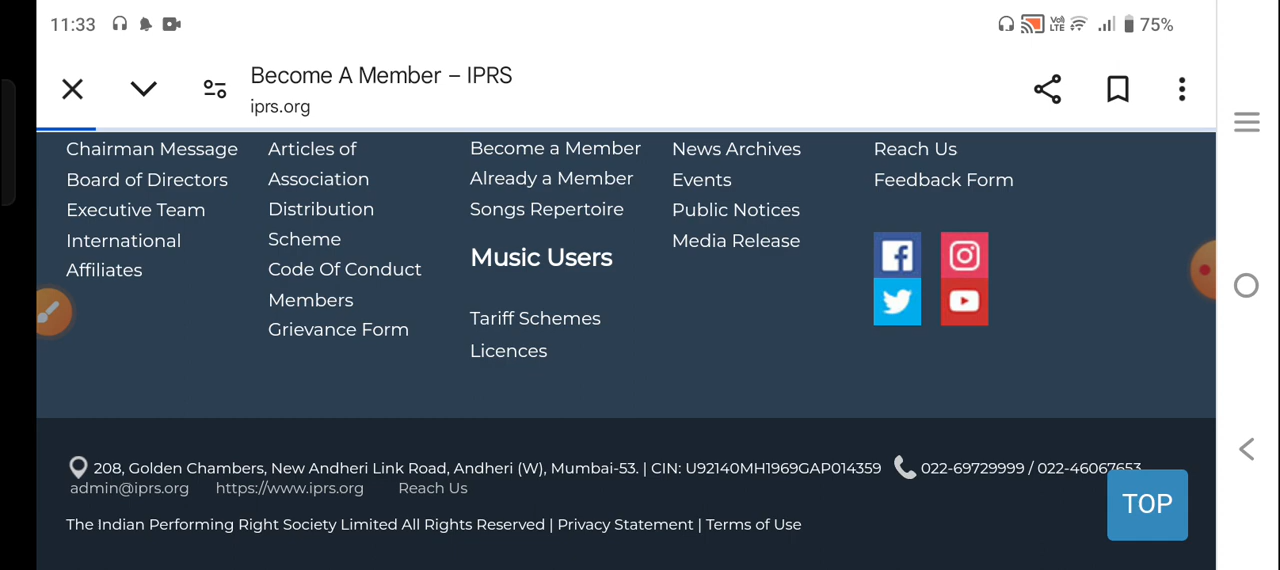 11:33
Vo)
LTE
75%
Become A Member – IPRS
iprs.org
Chairman Message
Board of Directors
Executive Team
International
Affiliates
Articles of
Association
Distribution
Scheme
Code Of Conduct
Members
Grievance Form
Become a Member
Already a Member
Songs Repertoire
Music Users
Tariff Schemes
Licences
News Archives
Events
Public Notices
Media Release
Reach Us
Feedback Form
208, Golden Chambers, New Andheri Link Road, Andheri (W), Mumbai-53. | CIN: U92140MH1969GAP014359 022-69729999 / 022-46067653
admin@iprs.org https://www.iprs.org Reach Us
The Indian Performing Right Society Limited All Rights Reserved | Privacy Statement | Terms of Use
TOP